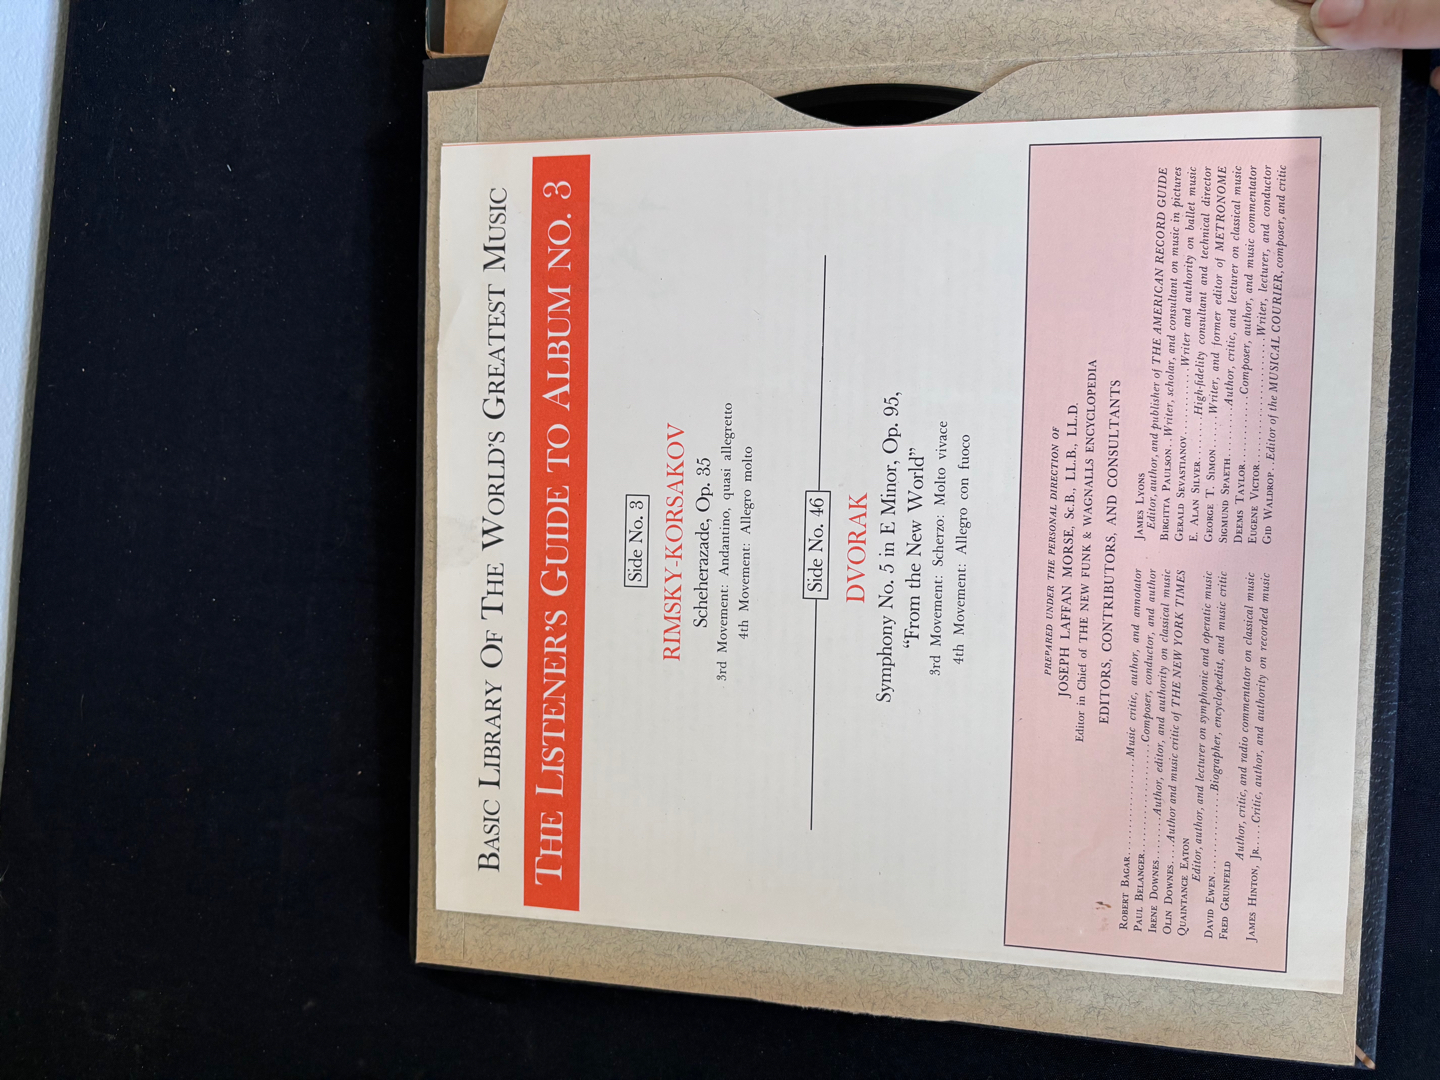 BASIC LIBRARY OF THE WORLD'S GREATEST MUSIC
THE LISTENER'S GUIDE TO ALBUM NO. 3
Side No. 3
RIMSKY-KORSAKOV
Scheherazade, Op. 35
3rd Movement: Andantino, quasi allegretto
4th Movement: Allegro molto
Side No. 46
DVORAK
Symphony No. 5 in E Minor, Op. 95,
“From the New World”
3rd Movement: Scherzo: Molto vivace
4th Movement: Allegro con fuoco
PREPARED UNDER THE PERSONAL DIRECTION OF
JOSEPH LAFFAN MORSE, Sc.B., LL.B., LL.D.
Editor in Chief of THE NEW FUNK & WAGNALLS ENCYCLOPEDIA
EDITORS, CONTRIBUTORS, AND CONSULTANTS
ROBERT BAGAR..............Music critic, author, and annotator
PAUL BELANGER..............Composer, conductor, and author
IRENE DOWNES........Author, editor, and authority on classical music
OLIN DOWNES....Author and music critic of THE NEW YORK TIMES
QUAINTANCE EATON
Editor, author, and lecturer on symphonic and operatic music
DAVID EWEN..............Biographer, encyclopedist, and music critic
FRED GRUNFELD
Author, critic, and radio commentator on classical music
JAMES HINTON, JR.....Critic, author, and authority on recorded music
JAMES LYONS
Editor, author, and publisher of THE AMERICAN RECORD GUIDE
BIRGITTA PAULSON..Writer, scholar, and consultant on music in pictures
GERALD SEVASTIANOV..........Writer and authority on ballet music
E. ALAN SILVER........High-fidelity consultant and technical director
GEORGE T. SIMON......Writer, and former editor of METRONOME
SIGMUND SPAETH........Author, critic, and lecturer on classical music
DEEMS TAYLOR............Composer, author, and music commentator
EUGENE VICTOR....................Writer, lecturer, and conductor
GID WALDROP..Editor of the MUSICAL COURIER, composer, and critic